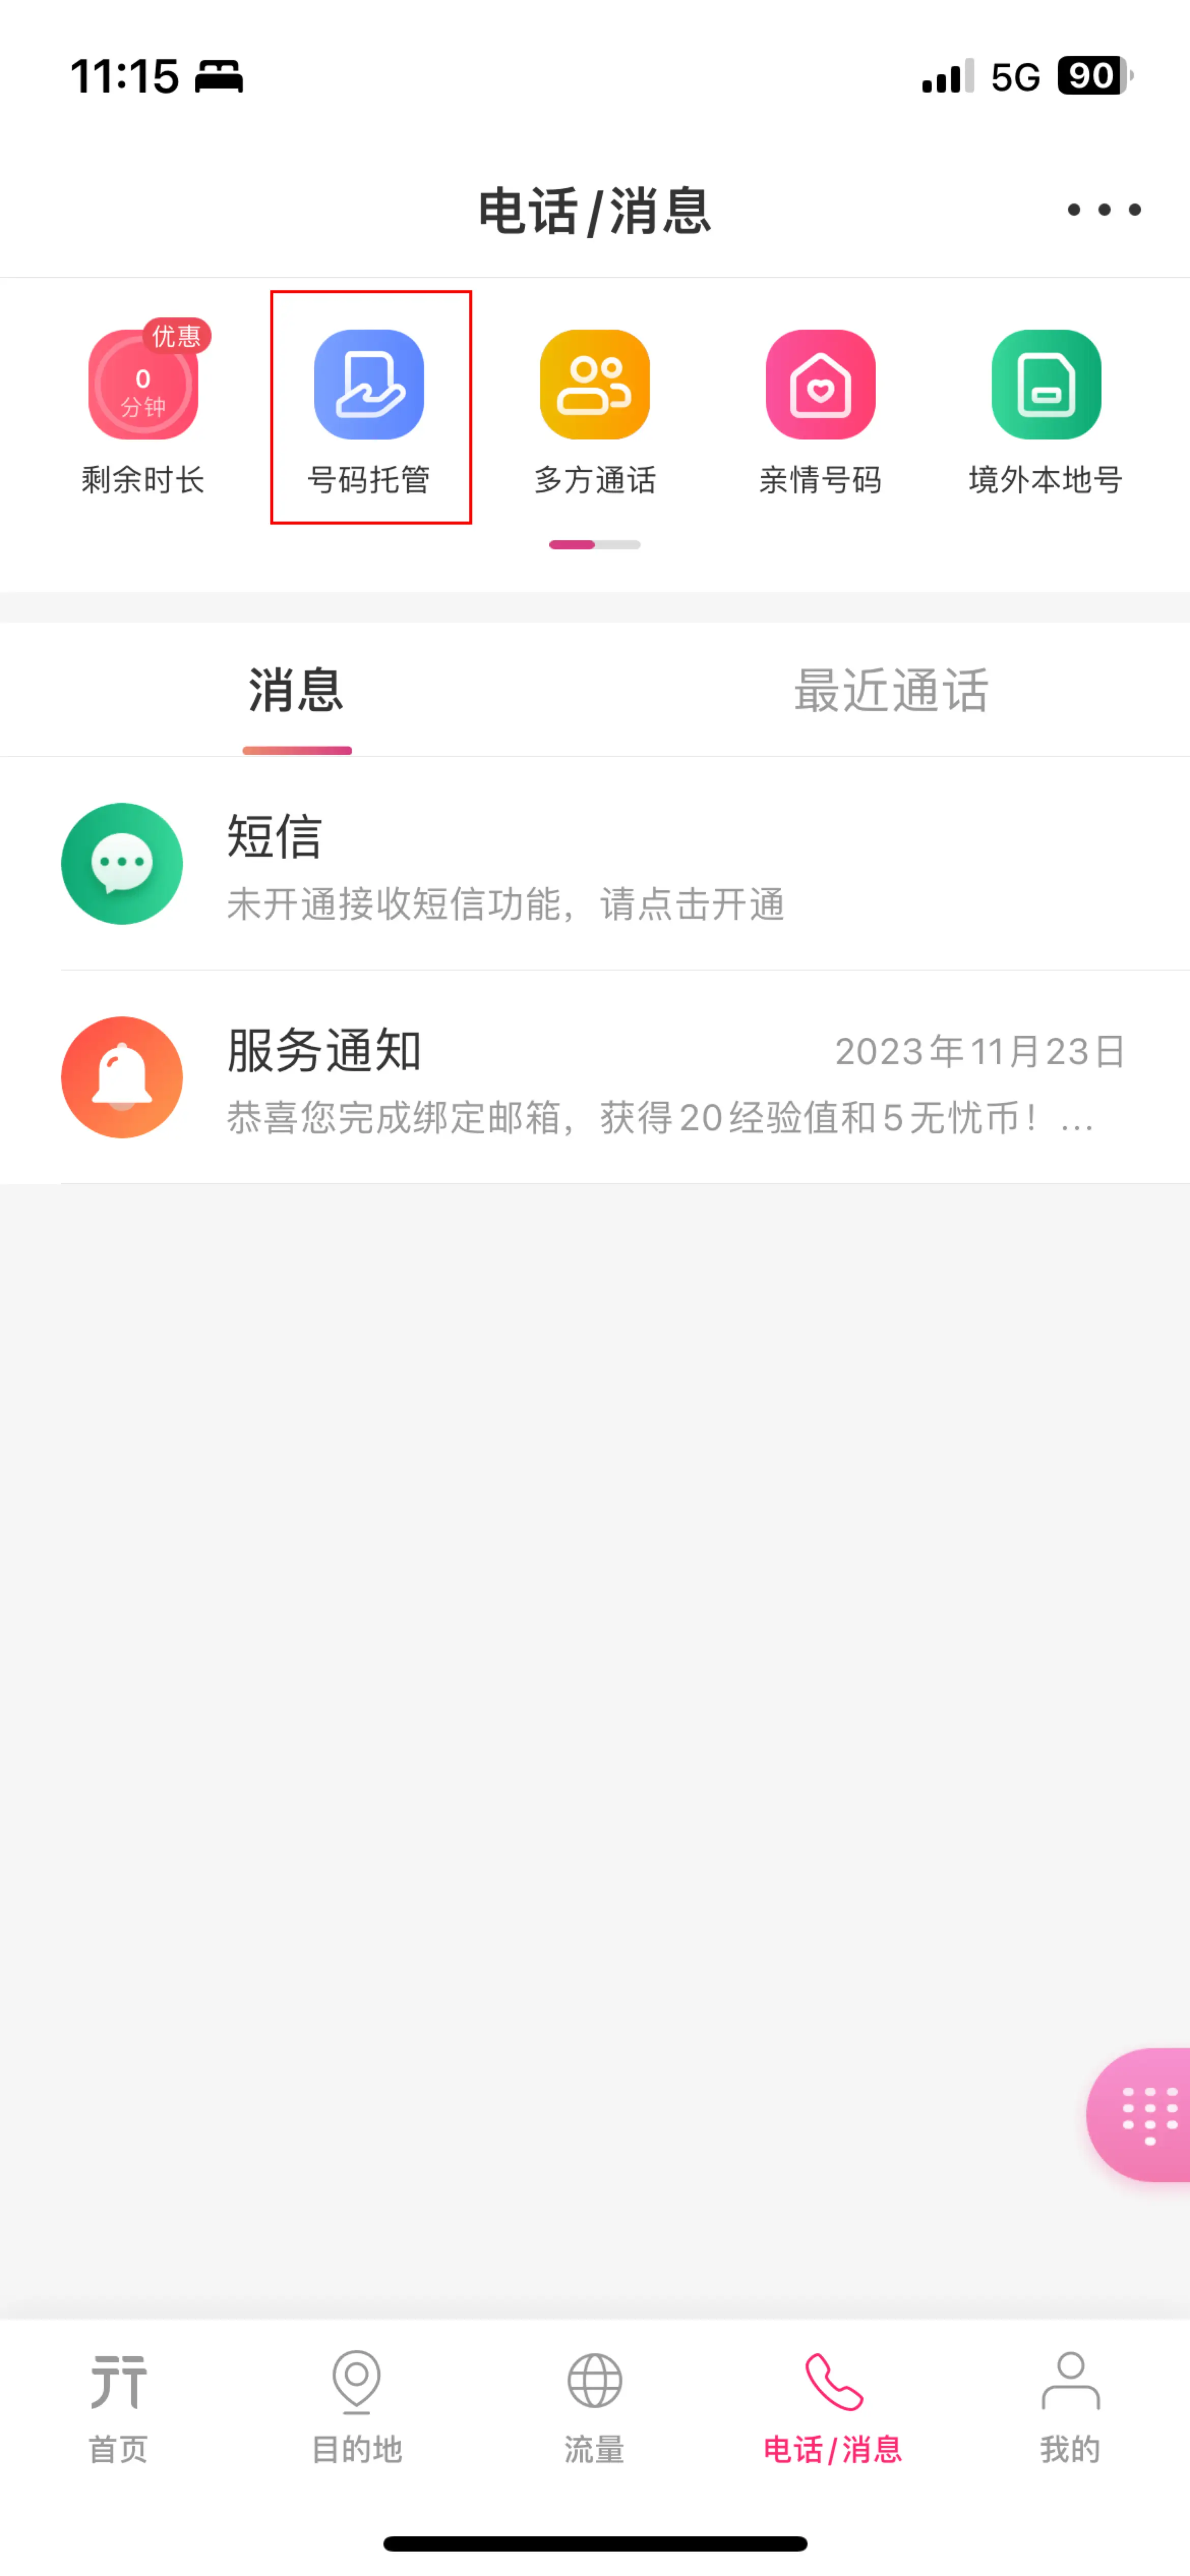 11:15
5G 90
电话/消息
优惠
0
分钟
剩余时长
号码托管
多方通话
亲情号码
境外本地号
消息
最近通话
短信
未开通接收短信功能，请点击开通
服务通知
2023年11月23日
恭喜您完成绑定邮箱，获得20经验值和5无忧币！...
首页
目的地
流量
电话/消息
我的